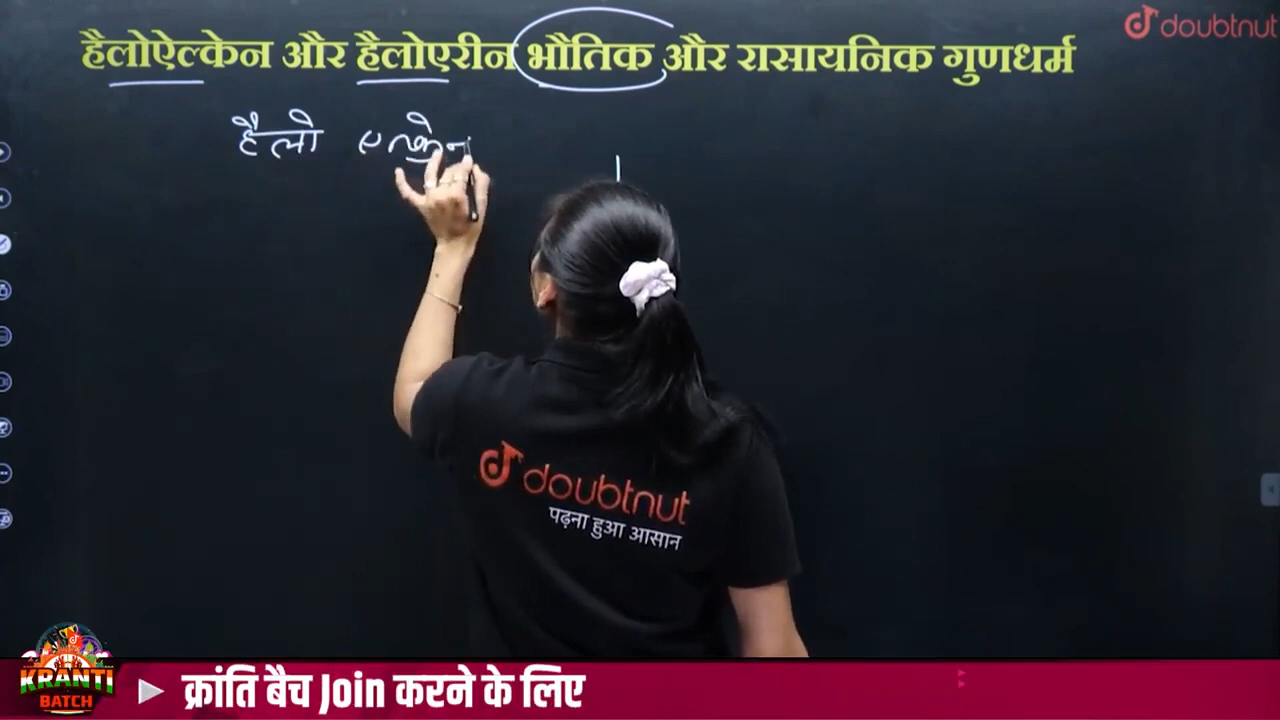 doubtnut
हैलोऐल्केन और हैलोएरीन भौतिक और रासायनिक गुणधर्म
हैलो एल्केन
doubtnut
पढ़ना हुआ आसान
KRANTI
BATCH
क्रांति बैच Join करने के लिए